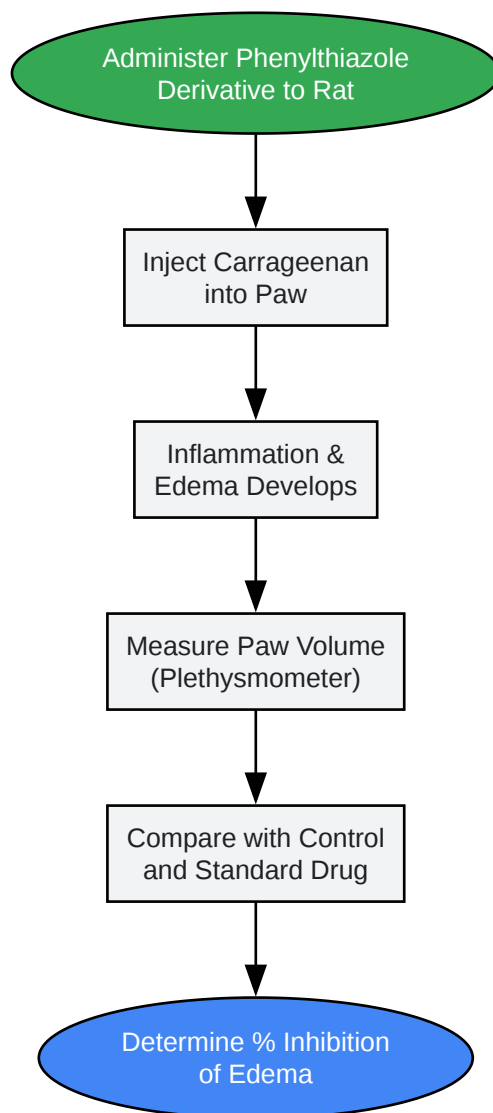 Administer Phenylthiazole
Derivative to Rat
Inject Carrageenan
into Paw
Inflammation &
Edema Develops
Measure Paw Volume
(Plethysmometer)
Compare with Control
and Standard Drug
Determine % Inhibition
of Edema